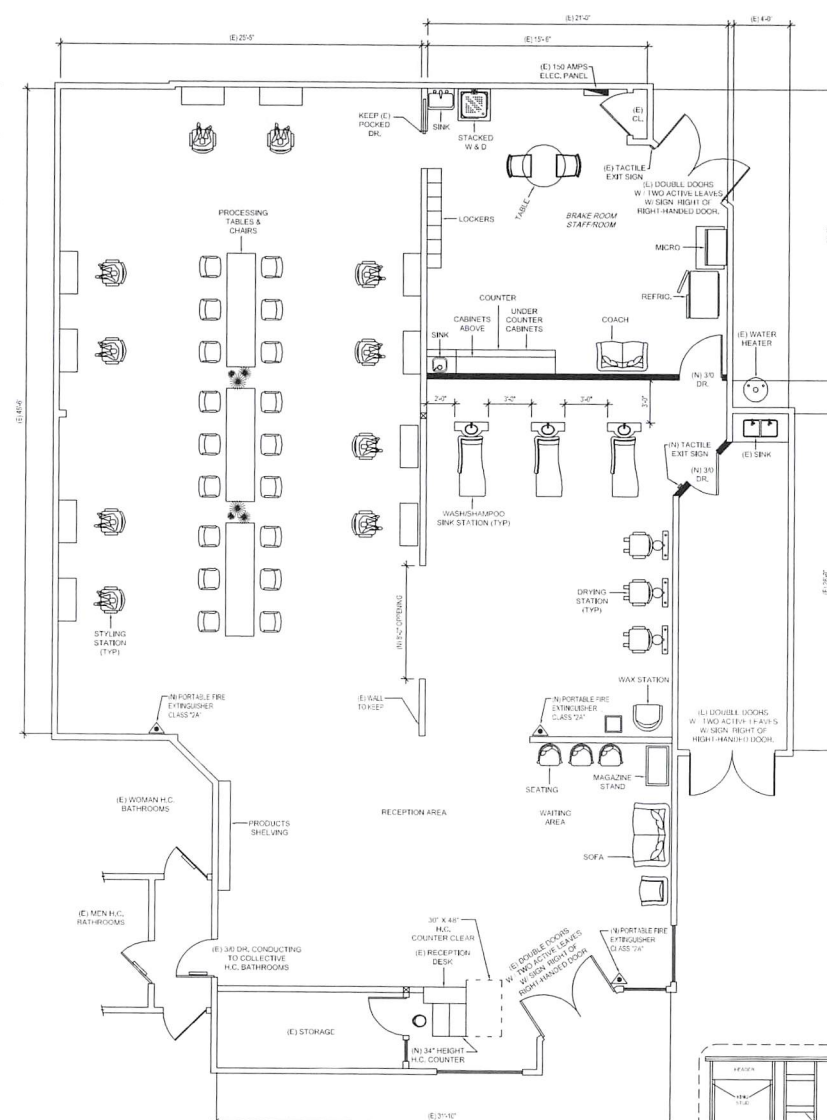 (E) 21'-0"
(E) 4'-0"
(E) 25'-5"
(E) 15'-6"
(E) 150 AMPS
ELEC. PANEL
KEEP (E)
POCKED
DR.
SINK
STACKED
W & D
(E)
CL.
(E) TACTILE
EXIT SIGN
(E) DOUBLE DOORS
W / TWO ACTIVE LEAVES
W/ SIGN RIGHT OF
RIGHT-HANDED DOOR.
TABLE
BRAKE ROOM
STAFF/ROOM
LOCKERS
PROCESSING
TABLES &
CHAIRS
MICRO
REFRIG.
COUNTER
CABINETS
ABOVE
UNDER
COUNTER
CABINETS
SINK
COACH
(E) WATER
HEATER
(N) 3/0
DR.
2'-0"
3'-0"
3'-0"
3'-0"
(N) TACTILE
EXIT SIGN
(N) 3/0
DR.
(E) SINK
WASH/SHAMPOO
SINK STATION (TYP)
DRYING
STATION
(TYP)
STYLING
STATION
(TYP)
WAX STATION
(N) PORTABLE FIRE
EXTINGUISHER
CLASS "2A"
(E) WALL
TO KEEP
(N) PORTABLE FIRE
EXTINGUISHER
CLASS "2A"
(E) DOUBLE DOORS
W / TWO ACTIVE LEAVES
W/ SIGN RIGHT OF
RIGHT-HANDED DOOR.
SEATING
MAGAZINE
STAND
(E) WOMAN H.C.
BATHROOMS
PRODUCTS
SHELVING
RECEPTION AREA
WAITING
AREA
SOFA
(E) MEN H.C.
BATHROOMS
(E) 3/0 DR. CONDUCTING
TO COLLECTIVE
H.C. BATHROOMS
30" X 48"
H.C.
COUNTER CLEAR
(E) RECEPTION
DESK
(E) DOUBLE DOORS
W / TWO ACTIVE LEAVES
W/ SIGN RIGHT OF
RIGHT-HANDED DOOR
(N) PORTABLE FIRE
EXTINGUISHER
CLASS "2A"
(E) STORAGE
(N) 34" HEIGHT
H.C. COUNTER
HEADER
KING
STUD
(E) 31'-10"